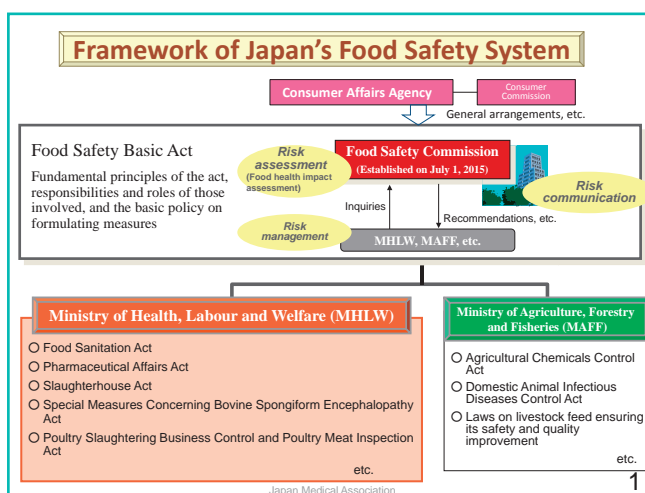 Framework of Japan's Food Safety System
Consumer Affairs Agency
Consumer
Commission
General arrangements, etc.
Food Safety Basic Act
Fundamental principles of the act,
responsibilities and roles of those
involved, and the basic policy on
formulating measures
Risk
assessment
(Food health impact
assessment)
Food Safety Commission
(Established on July 1, 2015)
Risk
communication
Inquiries
Recommendations, etc.
Risk
management
MHLW, MAFF, etc.
Ministry of Health, Labour and Welfare (MHLW)
○ Food Sanitation Act
○ Pharmaceutical Affairs Act
○ Slaughterhouse Act
○ Special Measures Concerning Bovine Spongiform Encephalopathy
Act
○ Poultry Slaughtering Business Control and Poultry Meat Inspection
Act
etc.
Ministry of Agriculture, Forestry
and Fisheries (MAFF)
○ Agricultural Chemicals Control
Act
○ Domestic Animal Infectious
Diseases Control Act
○ Laws on livestock feed ensuring
its safety and quality
improvement
etc.
Japan Medical Association
1